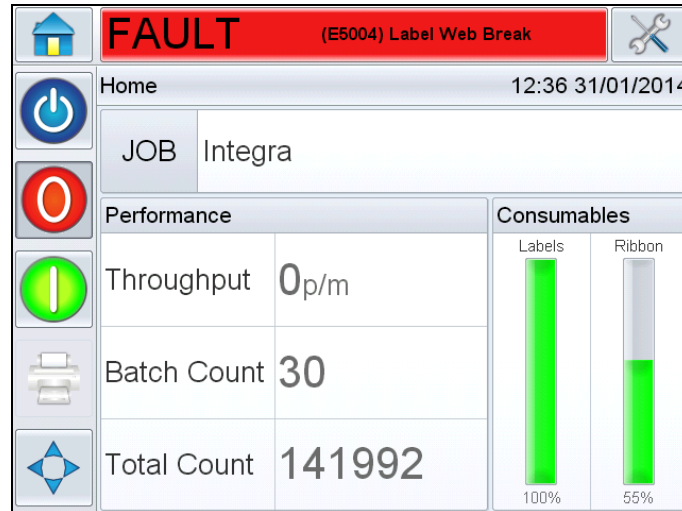 FAULT (E5004) Label Web Break
Home 12:36 31/01/2014
JOB Integra
Performance Consumables
Labels Ribbon
Throughput 0p/m
Batch Count 30
Total Count 141992
100% 55%